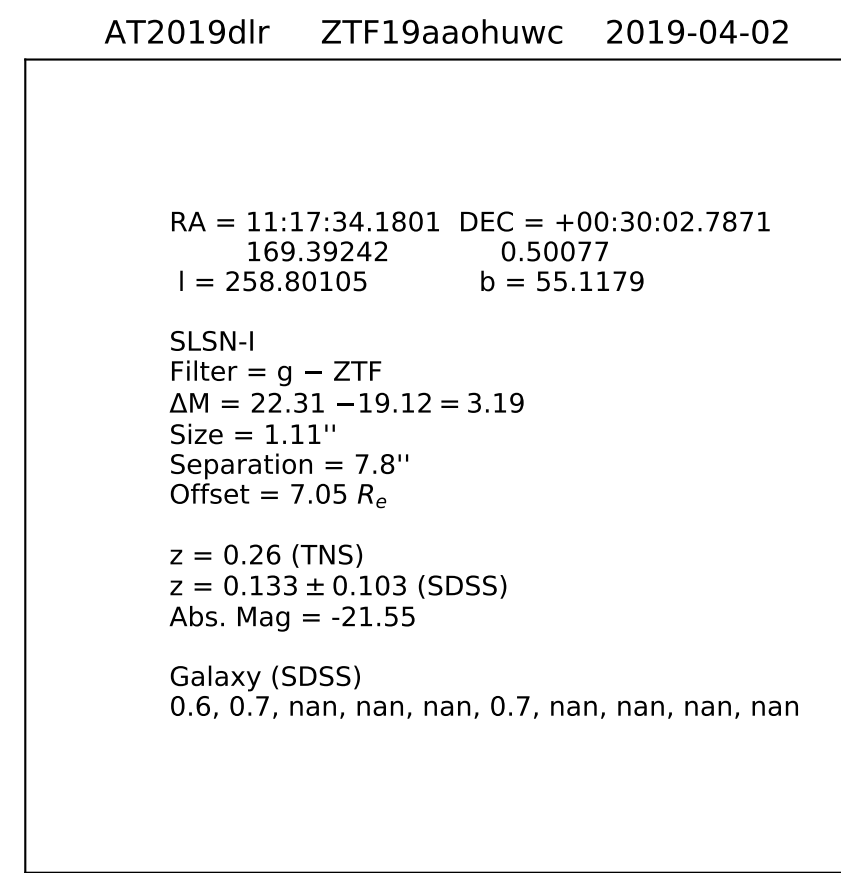 AT2019dlr ZTF19aaohuwc 2019-04-02
RA = 11:17:34.1801 DEC = +00:30:02.7871
169.39242 0.50077
l = 258.80105 b = 55.1179
SLSN-I
Filter = g − ZTF
ΔM = 22.31 −19.12 = 3.19
Size = 1.11''
Separation = 7.8''
Offset = 7.05 Rₑ
z = 0.26 (TNS)
z = 0.133 ± 0.103 (SDSS)
Abs. Mag = -21.55
Galaxy (SDSS)
0.6, 0.7, nan, nan, nan, 0.7, nan, nan, nan, nan